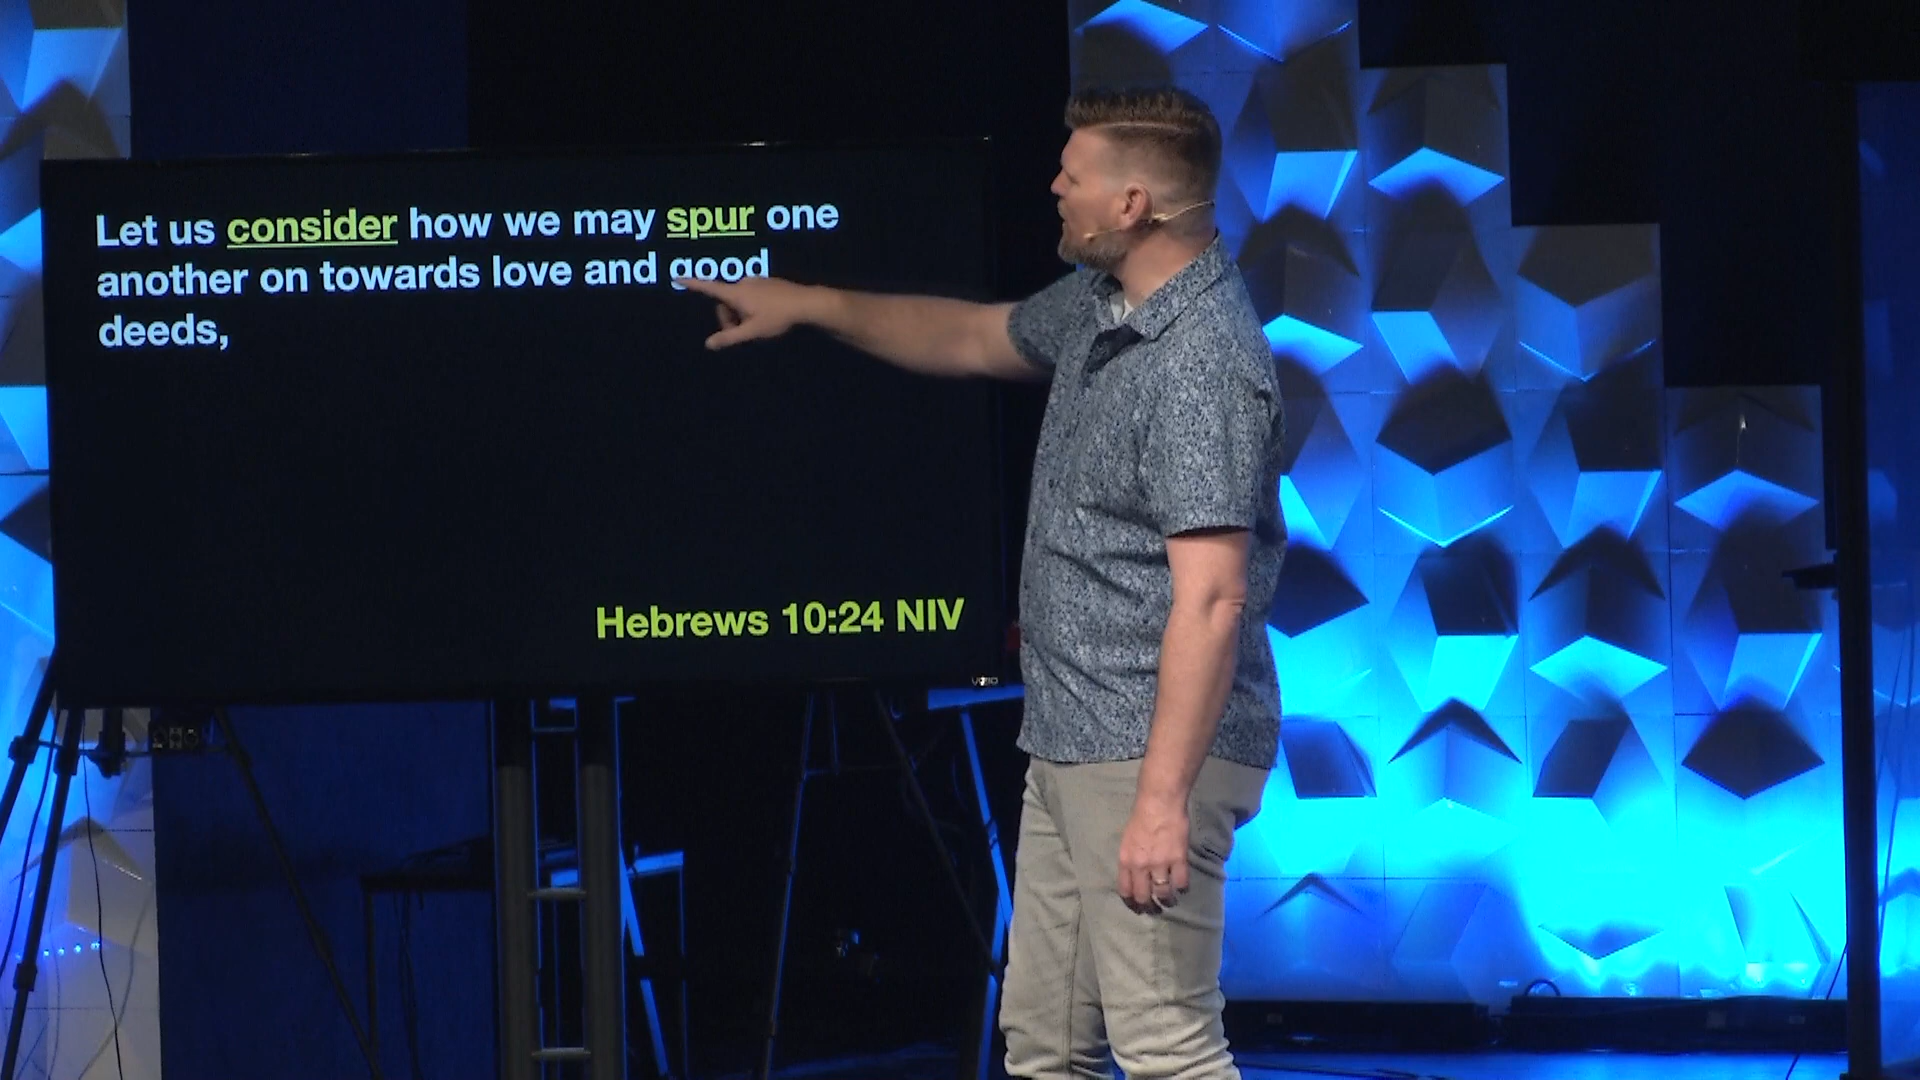 Let us consider how we may spur one
another on towards love and good
deeds,
Hebrews 10:24 NIV
VIZIO